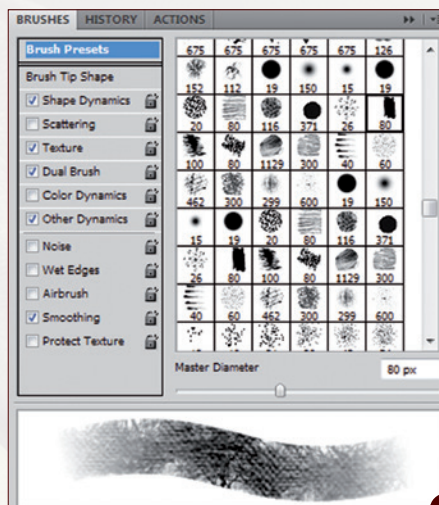 BRUSHES HISTORY ACTIONS
Brush Presets
Brush Tip Shape
Shape Dynamics
Scattering
Texture
Dual Brush
Color Dynamics
Other Dynamics
Noise
Wet Edges
Airbrush
Smoothing
Protect Texture
675 675 675 675 675 126
152 112 19 150 15 19
20 80 116 371 26 80
100 80 1129 300 40 60
462 300 299 600 19 150
15 19 20 80 116 371
26 80 100 80 1129 300
40 60 462 300 299 600
Master Diameter 80 px